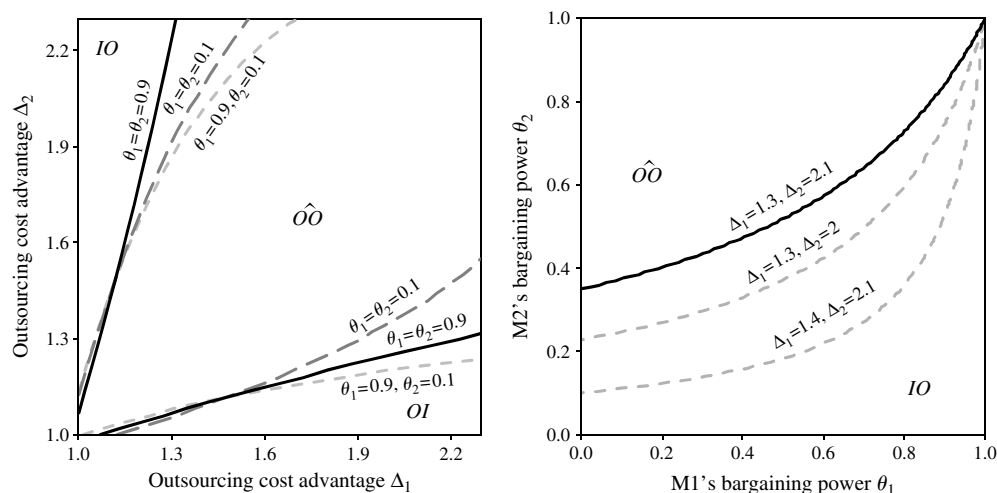 IO
θ1=θ2=0.9
θ1=θ2=0.1
θ1=0.9, θ2=0.1
OÔ
θ1=θ2=0.1
θ1=θ2=0.9
θ1=0.9, θ2=0.1
OI
2.2
1.9
1.6
1.3
1.0
1.0 1.3 1.6 1.9 2.2
Outsourcing cost advantage Δ2
Outsourcing cost advantage Δ1
1.0
0.8
0.6
0.4
0.2
0.0
0.0 0.2 0.4 0.6 0.8 1.0
OÔ
Δ1=1.3, Δ2=2.1
Δ1=1.3, Δ2=2
Δ1=1.4, Δ2=2.1
IO
M2's bargaining power θ2
M1's bargaining power θ1